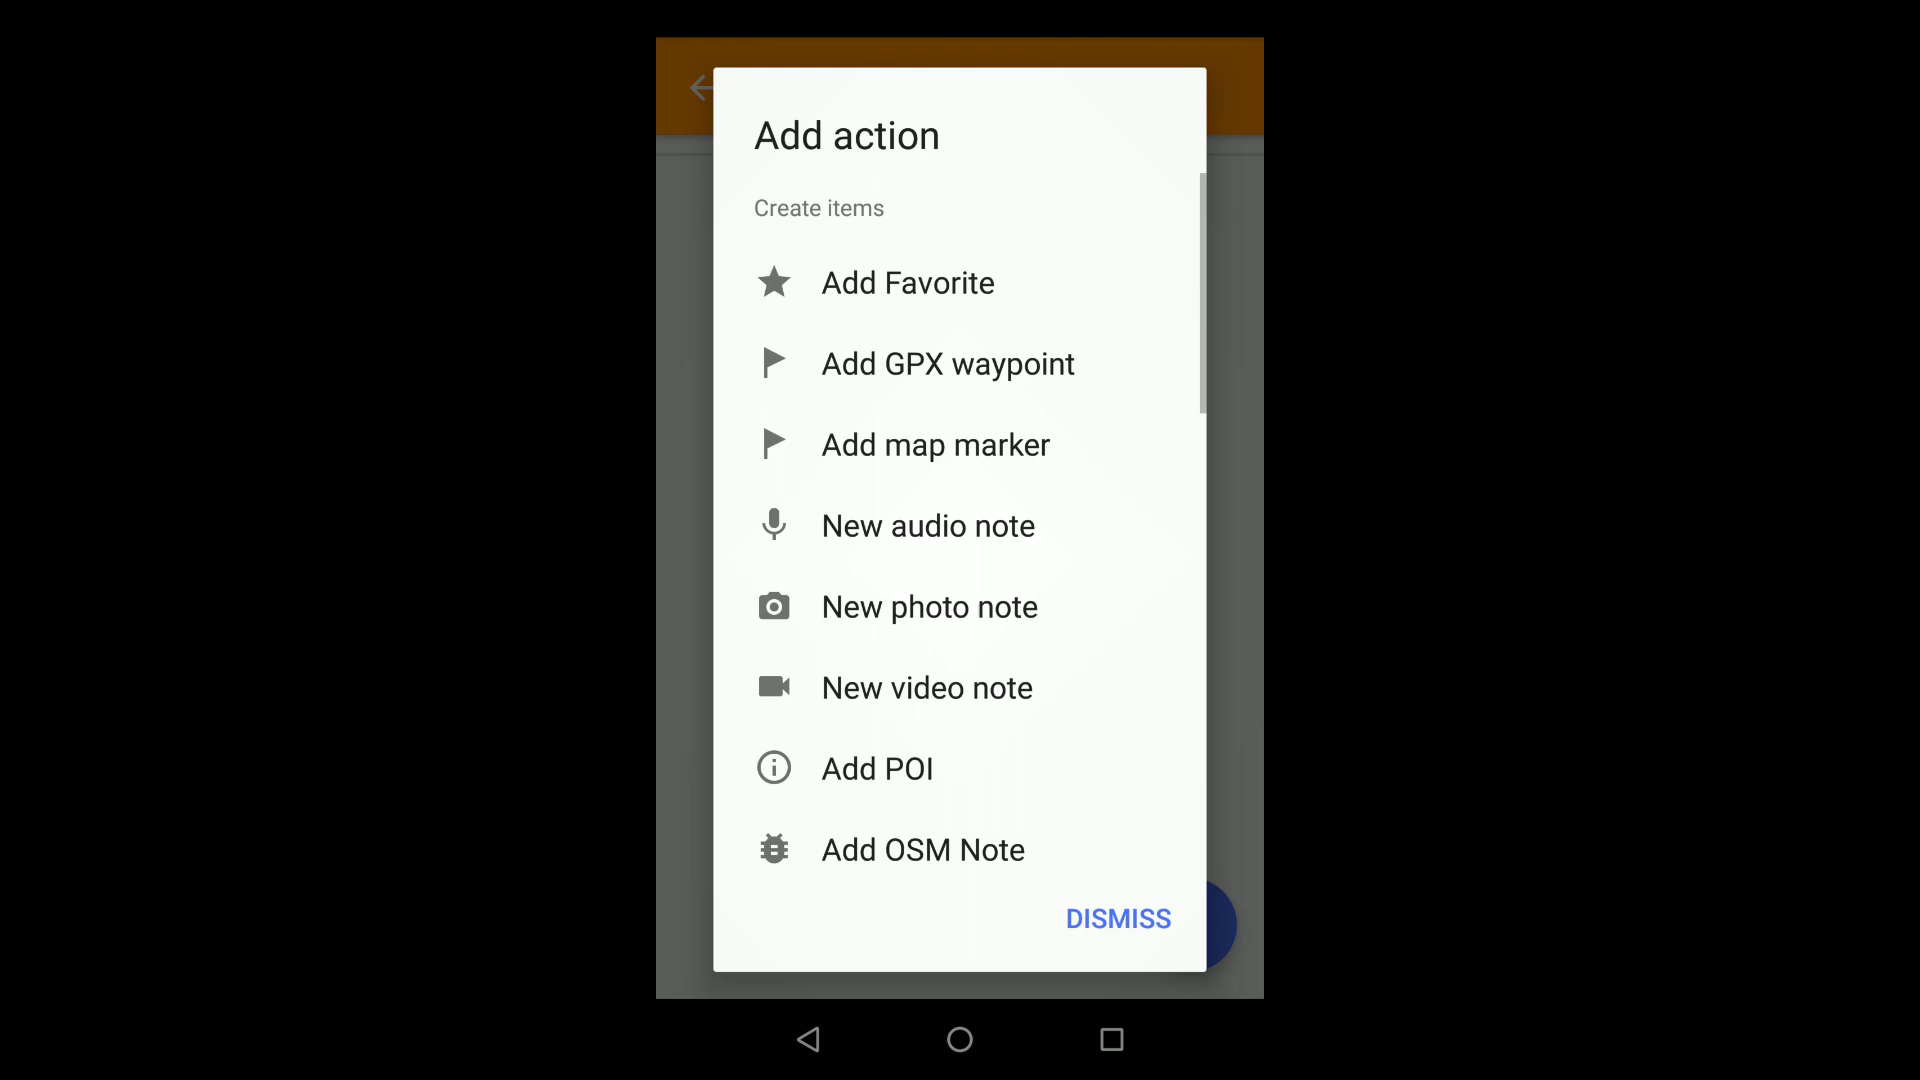 Add action
Create items
Add Favorite
Add GPX waypoint
Add map marker
New audio note
New photo note
New video note
Add POI
Add OSM Note
DISMISS